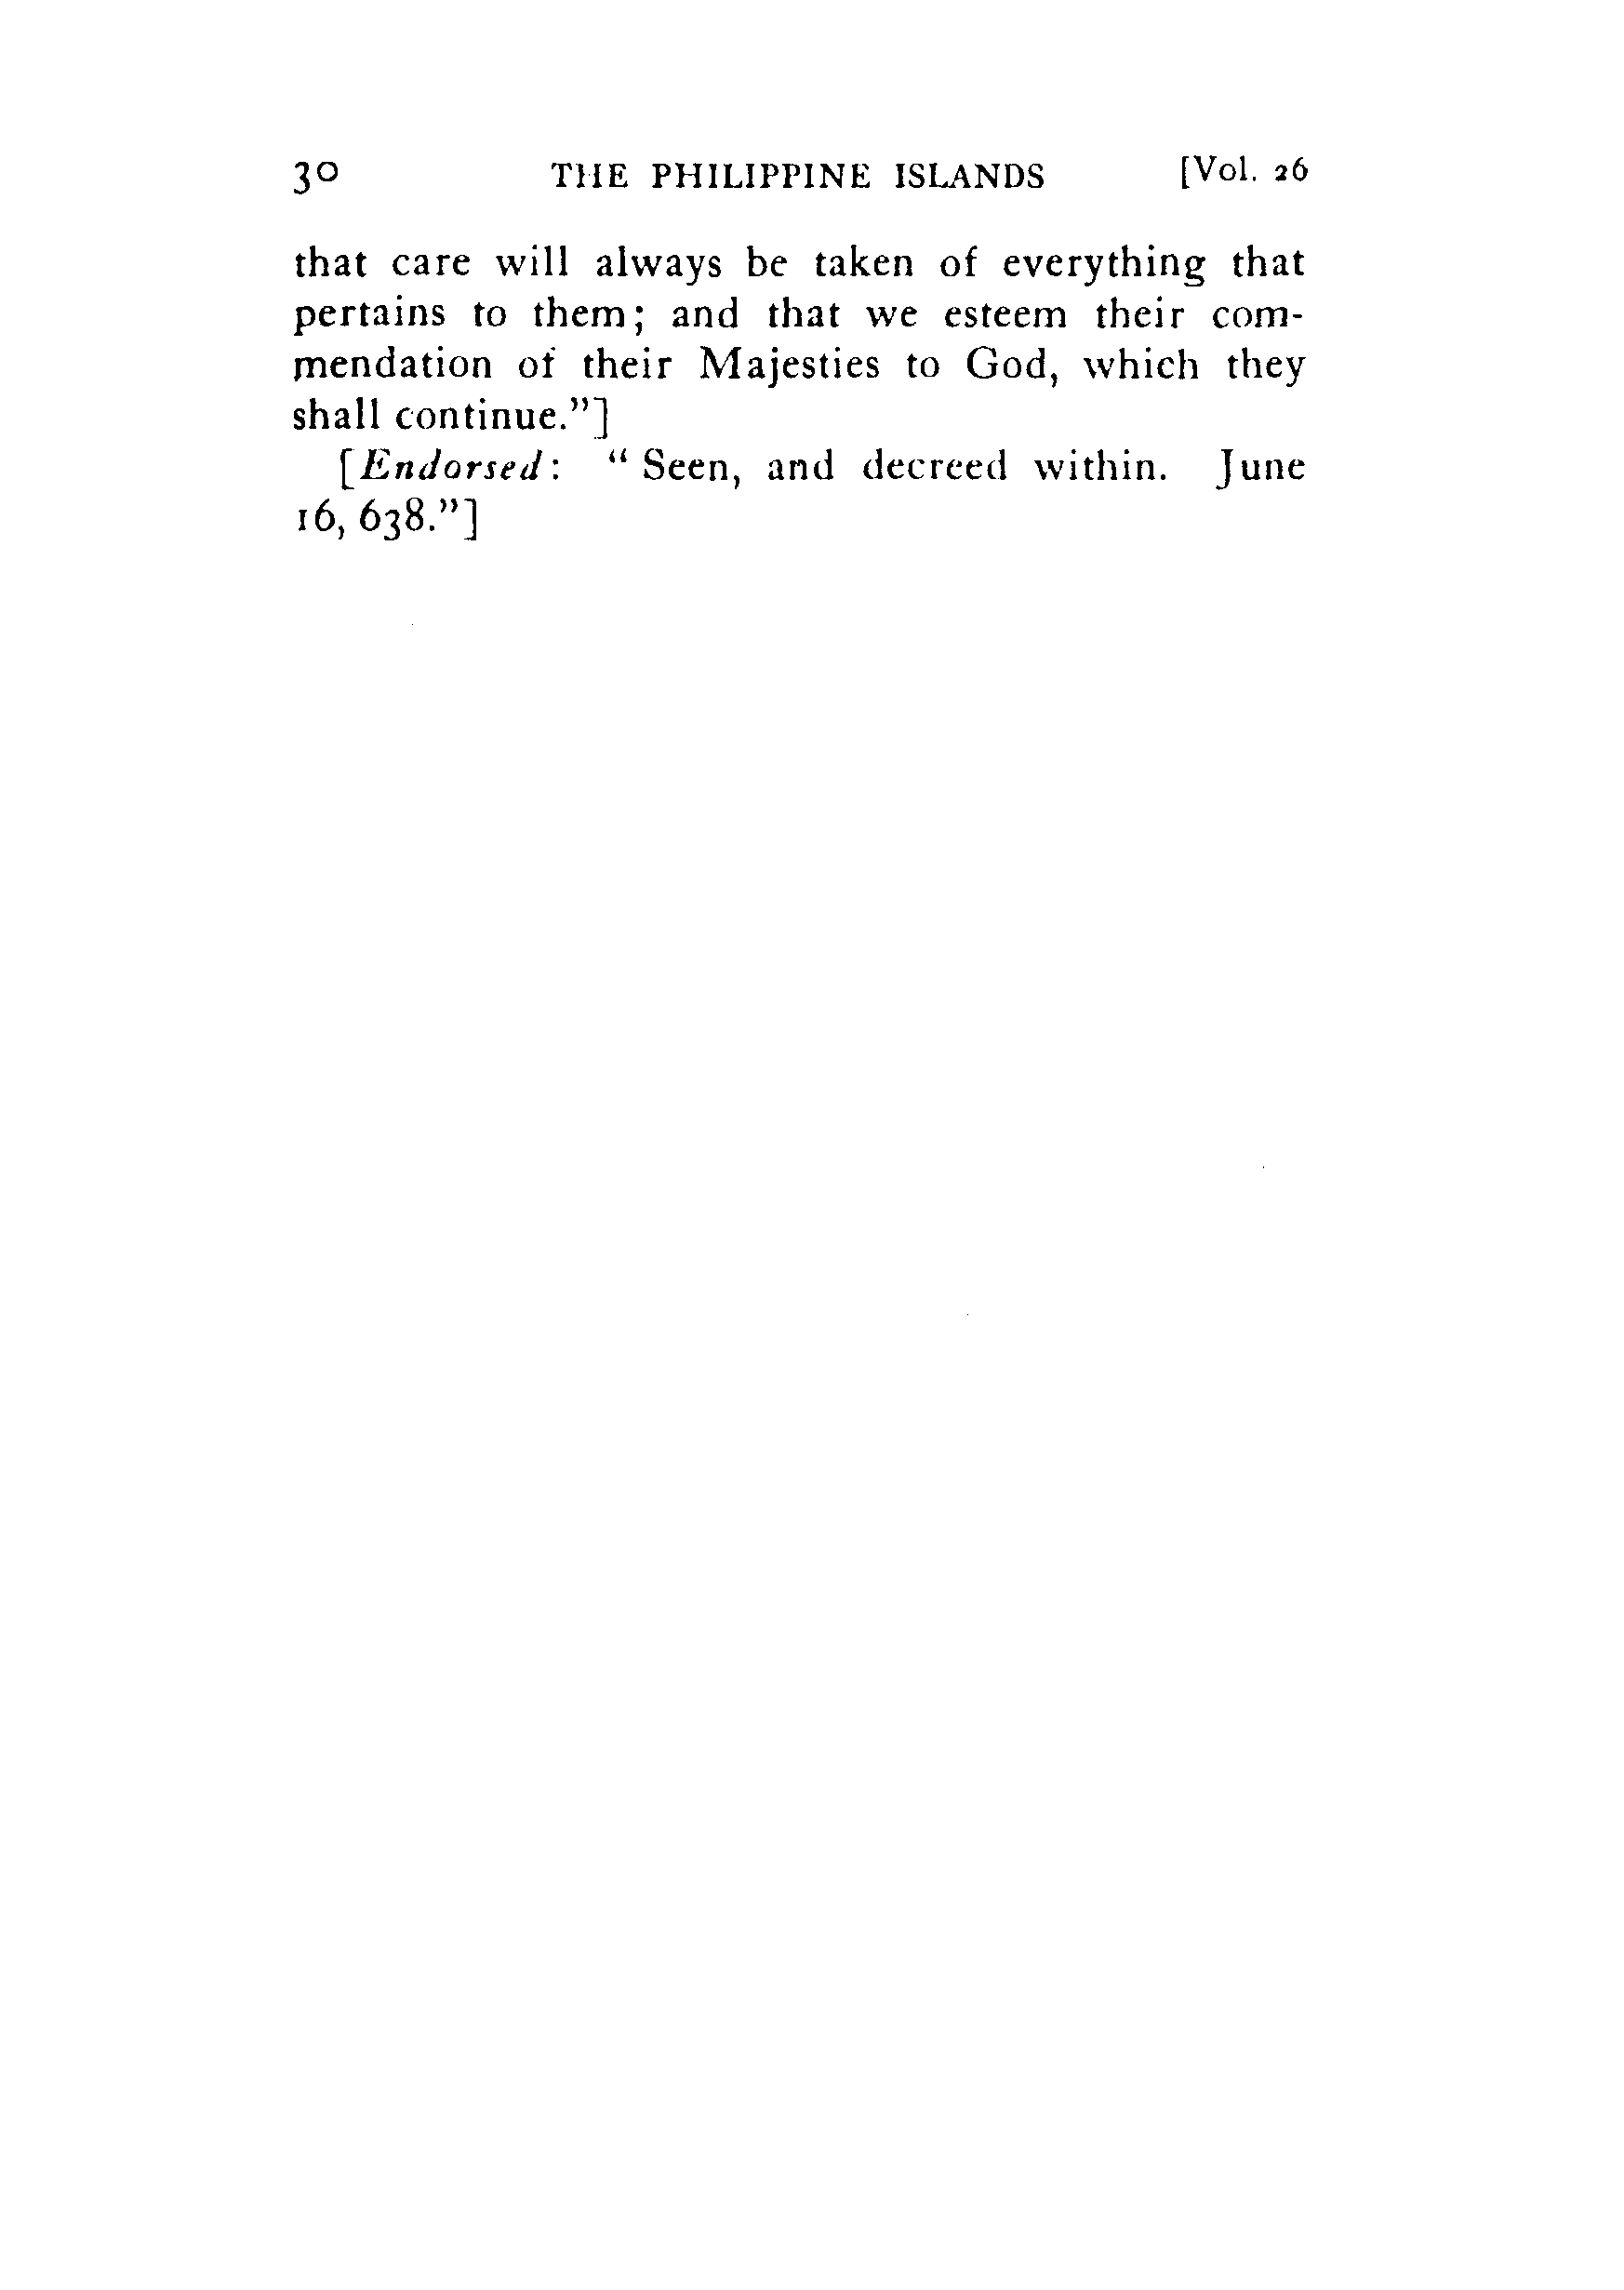 30 THE PHILIPPINE ISLANDS [Vol. 26
that care will always be taken of everything that
pertains to them; and that we esteem their com-
mendation of their Majesties to God, which they
shall continue.”]
[Endorsed: “ Seen, and decreed within. June
16, 638.”]